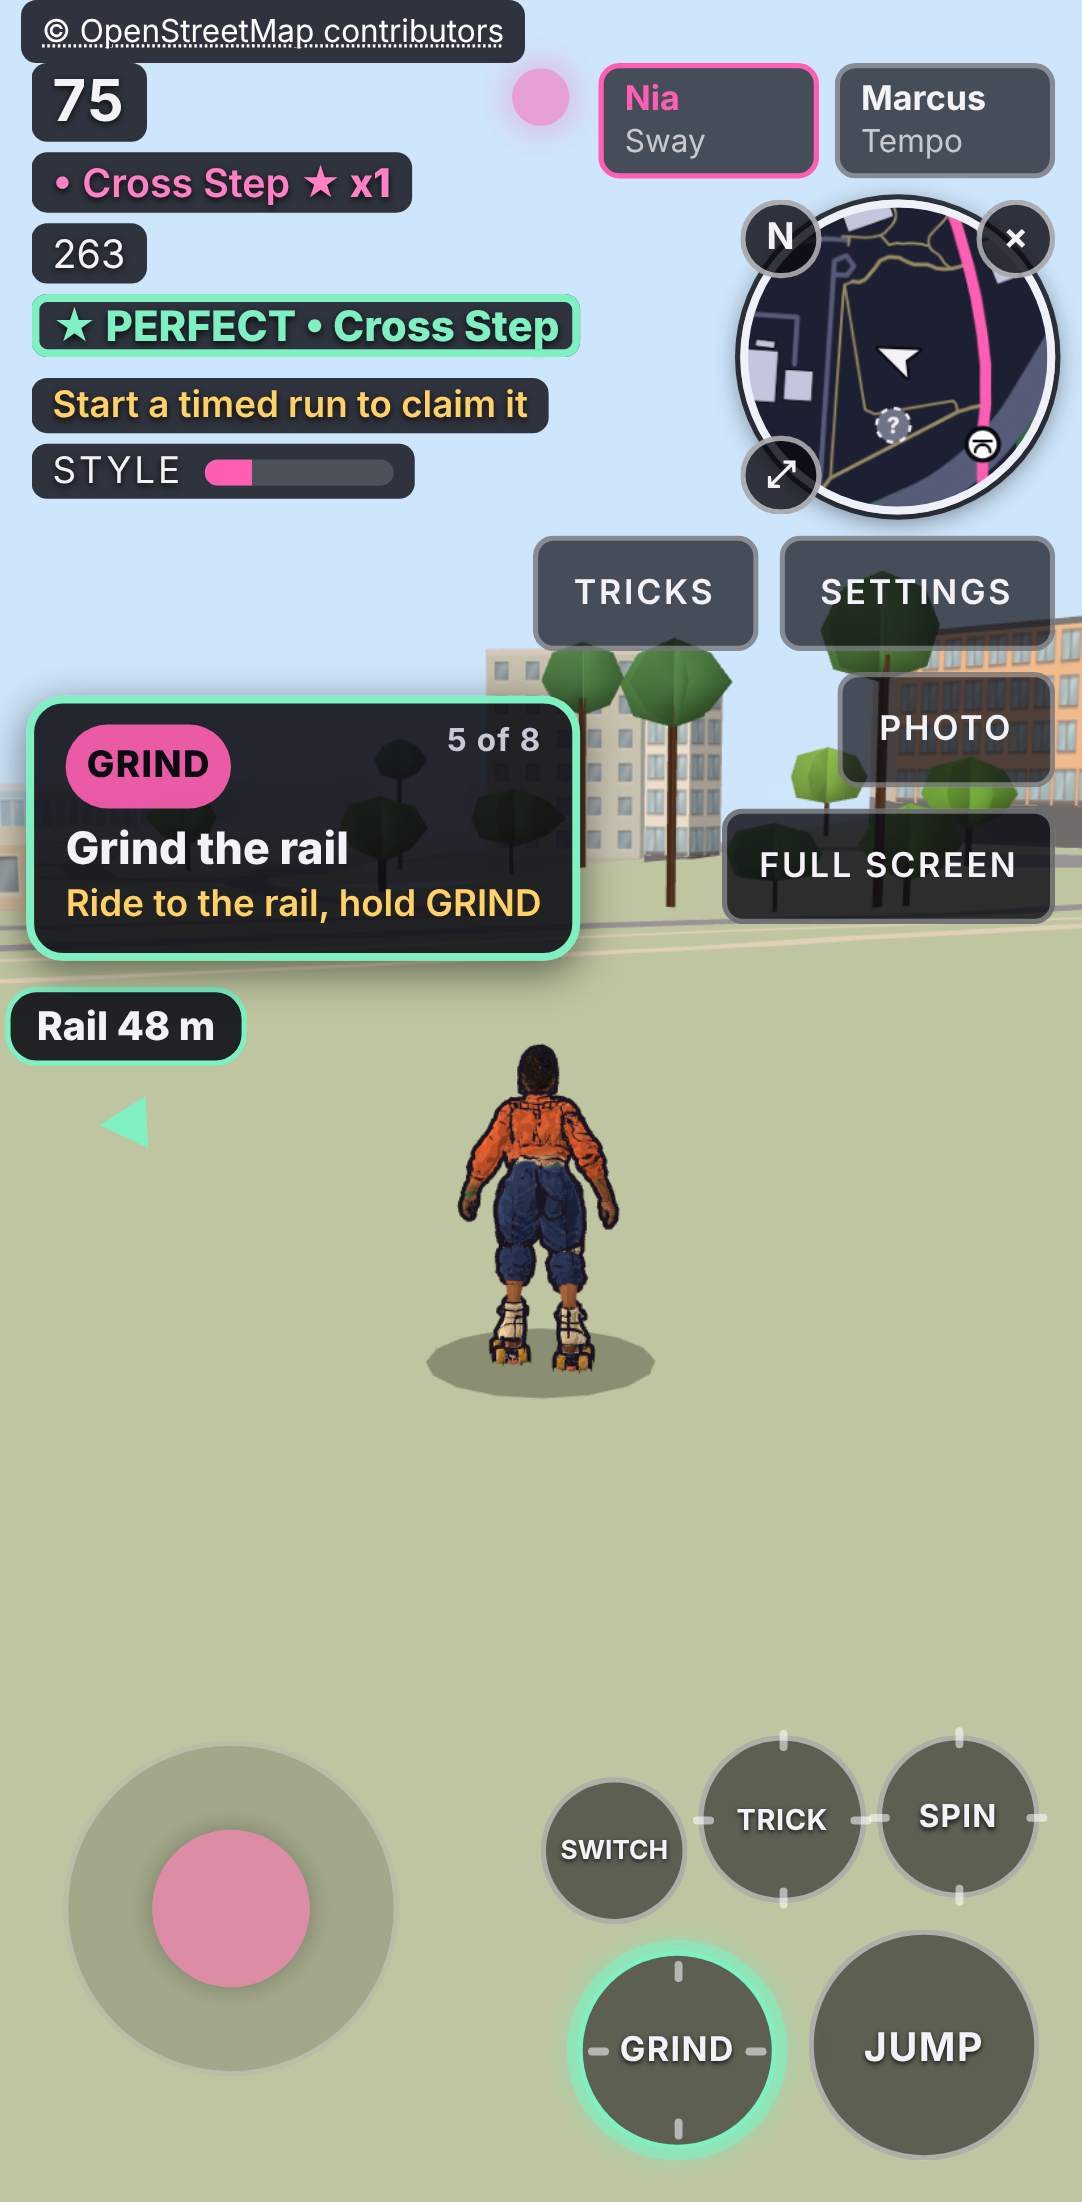 © OpenStreetMap contributors
75
• Cross Step ★ x1
263
★ PERFECT • Cross Step
Start a timed run to claim it
STYLE
Nia
Sway
Marcus
Tempo
N
×
?
TRICKS
SETTINGS
PHOTO
FULL SCREEN
GRIND
5 of 8
Grind the rail
Ride to the rail, hold GRIND
Rail 48 m
SWITCH
TRICK
SPIN
GRIND
JUMP